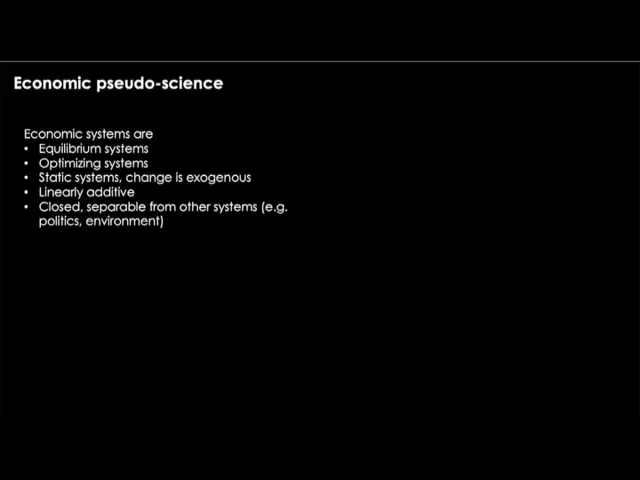 Economic pseudo-science
Economic systems are
• Equilibrium systems
• Optimizing systems
• Static systems, change is exogenous
• Linearly additive
• Closed, separable from other systems (e.g.
politics, environment)